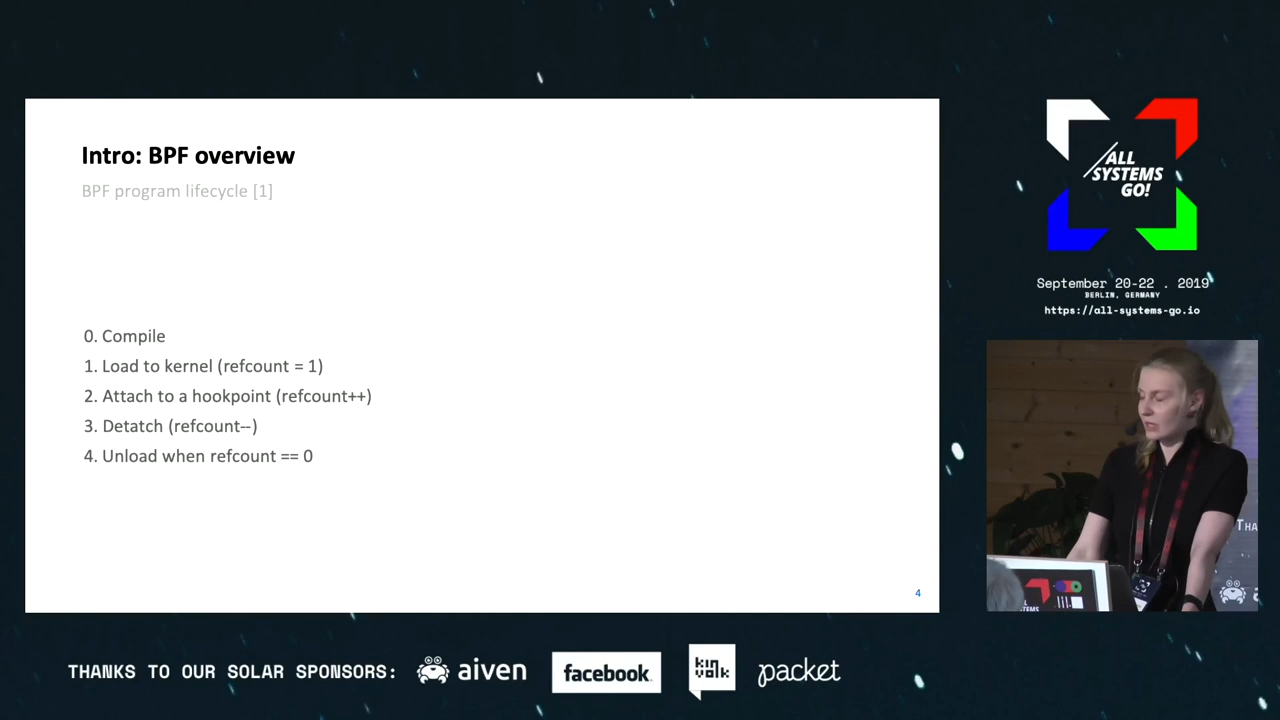 Intro: BPF overview
BPF program lifecycle [1]
0. Compile
1. Load to kernel (refcount = 1)
2. Attach to a hookpoint (refcount++)
3. Detatch (refcount--)
4. Unload when refcount == 0
4
/ALL
SYSTEMS
GO!
September 20-22 . 2019
BERLIN, GERMANY
https://all-systems-go.io
THA
a
THANKS TO OUR SOLAR SPONSORS:
aiven
facebook.
kinvolk
packet